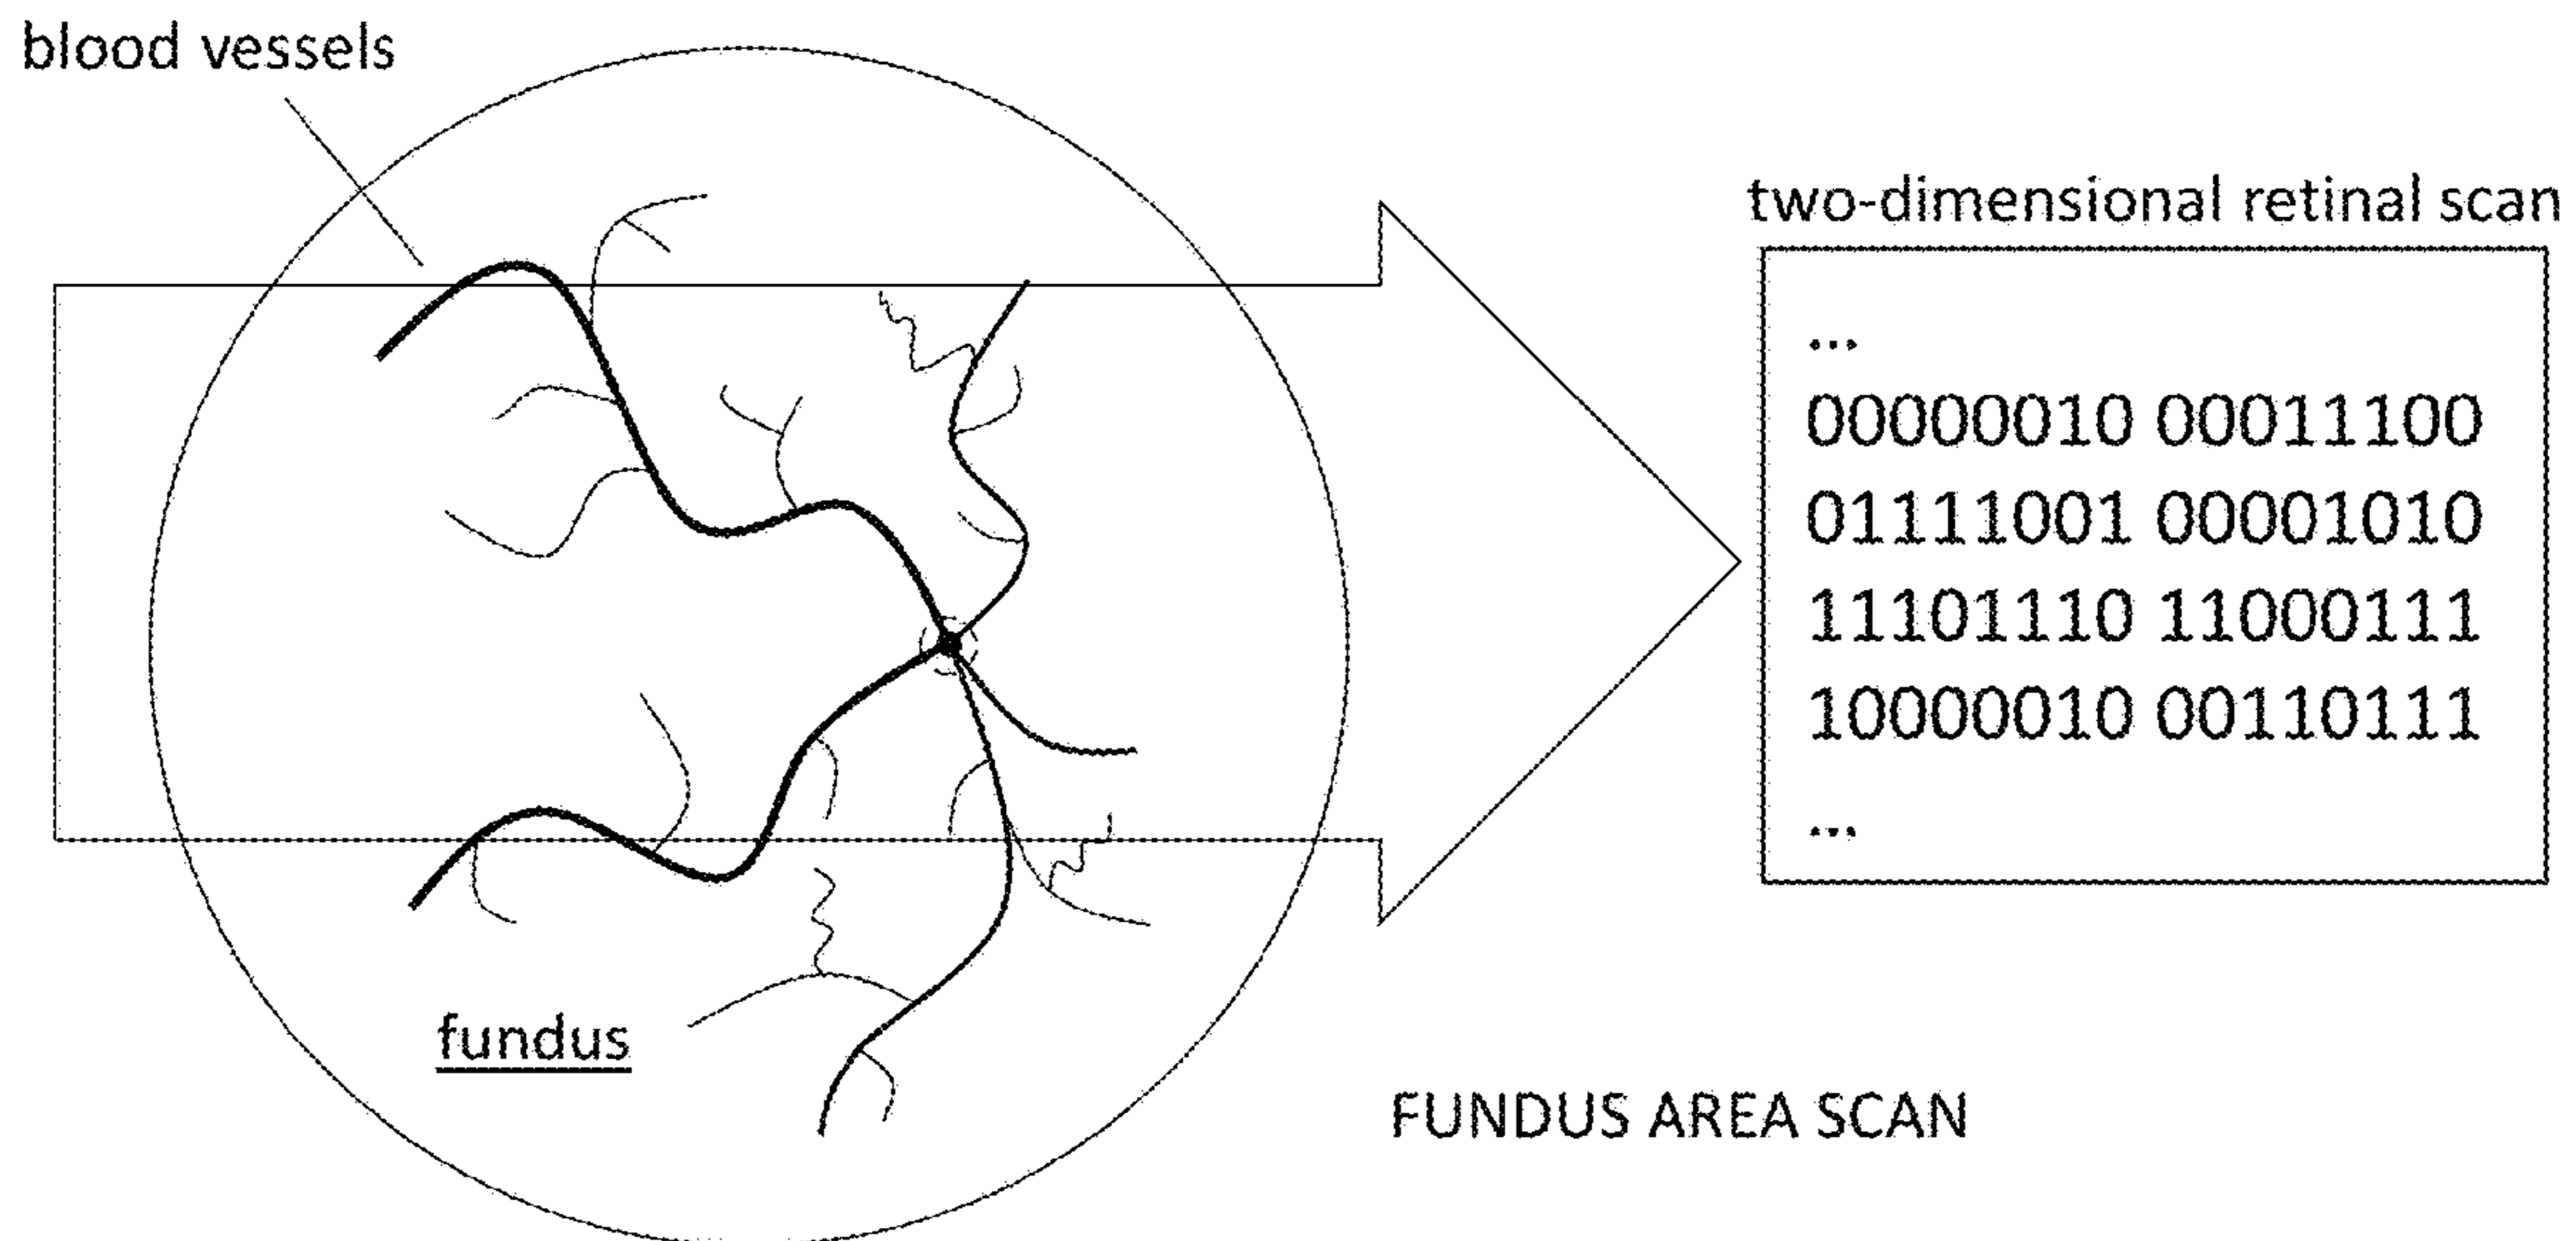 blood vessels
two-dimensional retinal scan
...
00000010 00011100
01111001 00001010
11101110 11000111
10000010 00110111
...
fundus
FUNDUS AREA SCAN